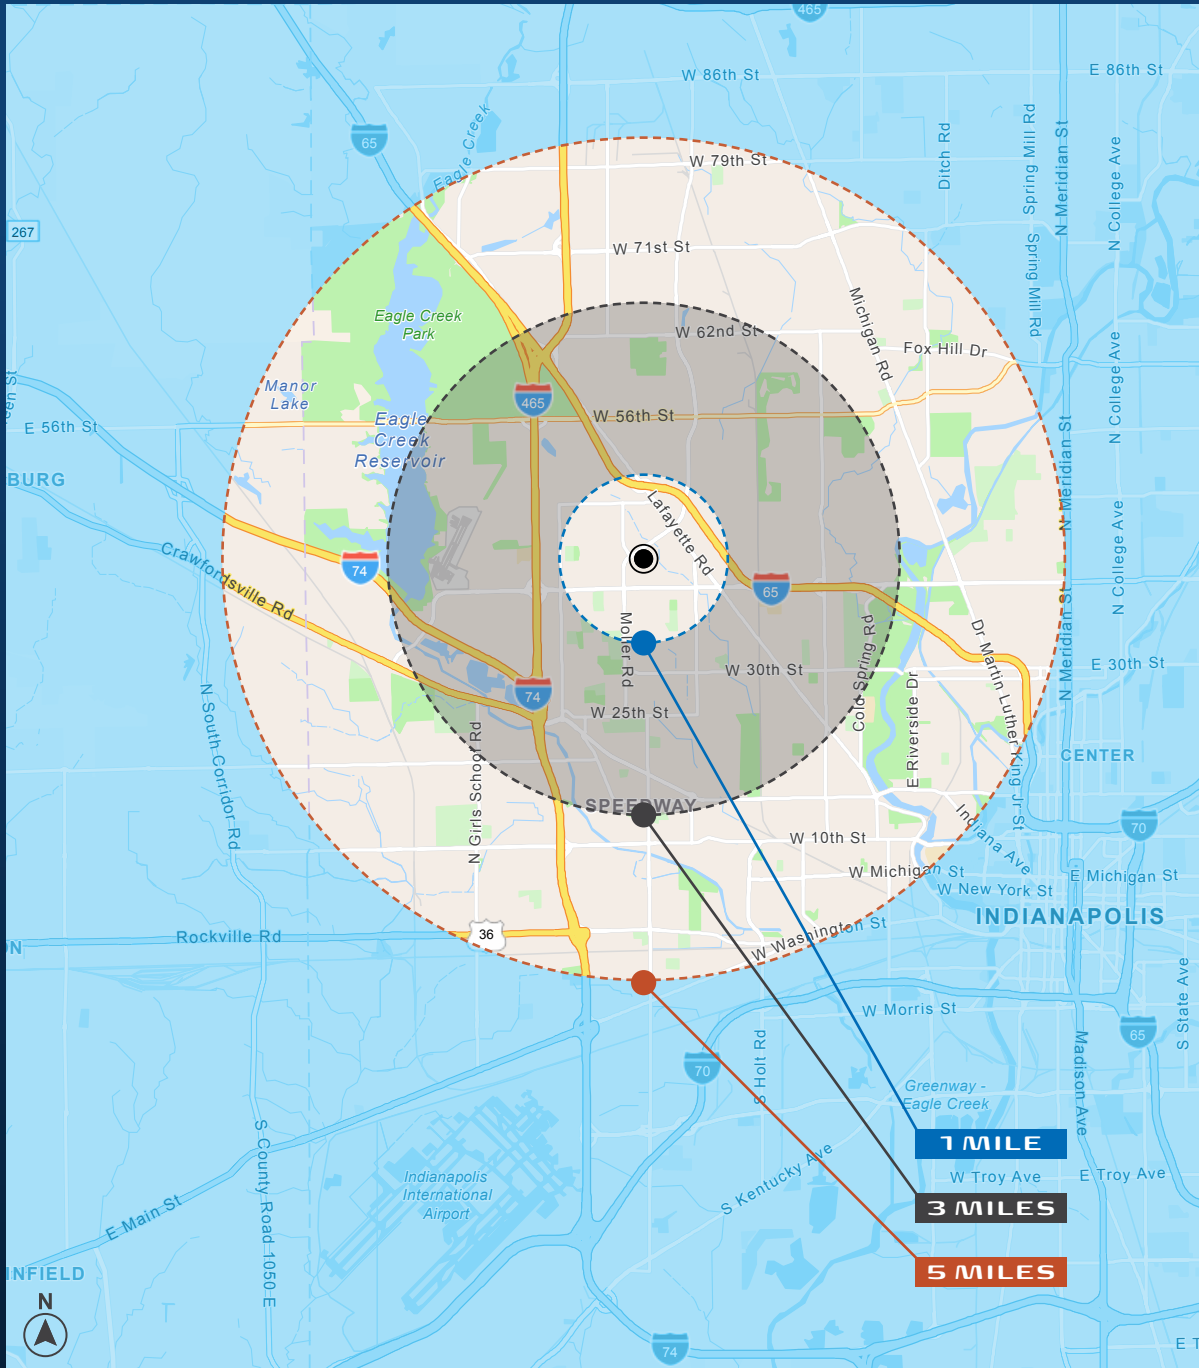 465
W 86th St
E 86th St
65
Eagle Creek
W 79th St
Ditch Rd
Spring Mill Rd
N Meridian St
N College Ave
267
W 71st St
Spring Mill Rd
Michigan Rd
Eagle Creek
Park
W 62nd St
Fox Hill Dr
Manor
Lake
465
N College Ave
W 56th St
E 56th St
Eagle
Creek
Reservoir
N Meridian St
BURG
Lafayette Rd
N College Ave
Crawfordsville Rd
74
65
Moller Rd
Cold Spring Rd
Dr Martin Luther King Jr St
N Meridian St
W 30th St
E 30th St
E Riverside Dr
74
N South Corridor Rd
W 25th St
N Girls School Rd
CENTER
SPEEDWAY
70
W 10th St
Indiana Ave
W Michigan St
E Michigan St
W New York St
INDIANAPOLIS
36
Rockville Rd
W Washington St
N
S State Ave
W Morris St
65
S Holt Rd
Madison Ave
70
Greenway -
Eagle Creek
1 MILE
S Kentucky Ave
W Troy Ave
E Troy Ave
Indianapolis
International
Airport
S County Road 1050 E
E Main St
3 MILES
5 MILES
INFIELD
N
74